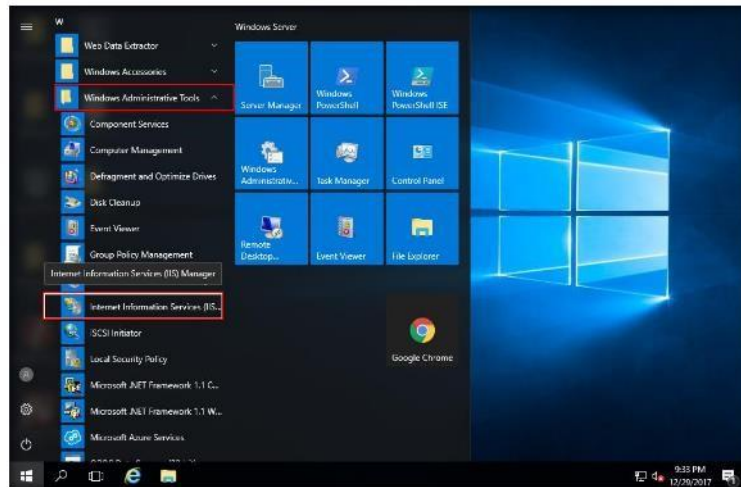 W
Windows Server
Web Data Extractor
Windows Accessories
Windows Administrative Tools
Component Services
Computer Management
Defragment and Optimize Drives
Disk Cleanup
Event Viewer
Group Policy Management
Internet Information Services (IIS) Manager
Internet Information Services (IIS...
iSCSI Initiator
Local Security Policy
Microsoft .NET Framework 1.1 C...
Microsoft .NET Framework 1.1 W...
Microsoft Azure Services
Server Manager
Windows PowerShell
Windows PowerShell ISE
Windows Administrativ...
Task Manager
Control Panel
Remote Desktop...
Event Viewer
File Explorer
Google Chrome
9:33 PM
12/29/2017